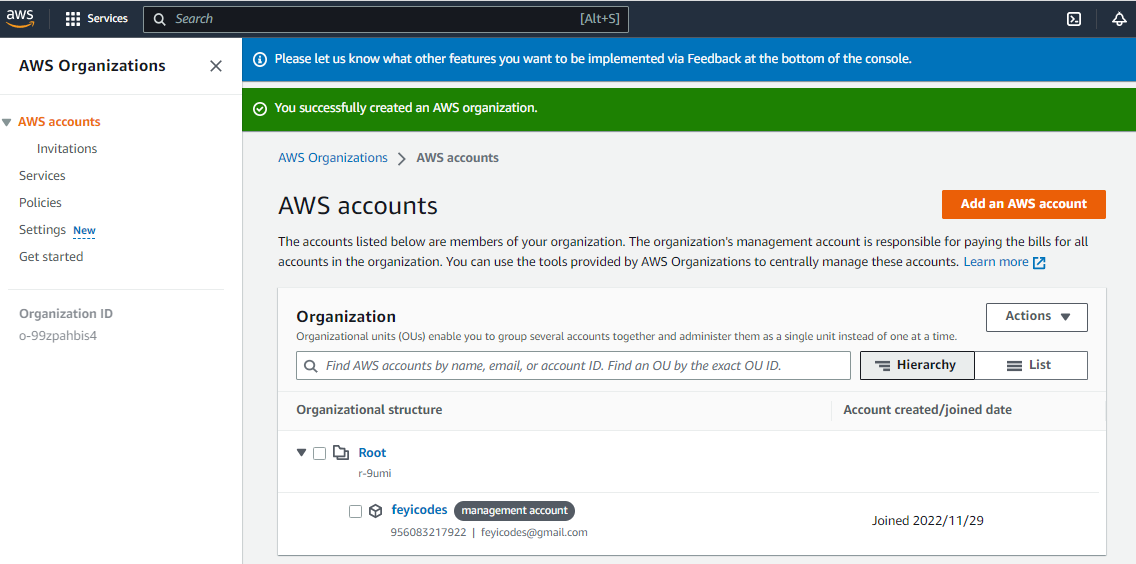 aws
Services
Search [Alt+S]
AWS Organizations
AWS accounts
Invitations
Services
Policies
Settings New
Get started
Organization ID
o-99zpahbis4
Please let us know what other features you want to be implemented via Feedback at the bottom of the console.
You successfully created an AWS organization.
AWS Organizations > AWS accounts
AWS accounts
Add an AWS account
The accounts listed below are members of your organization. The organization's management account is responsible for paying the bills for all
accounts in the organization. You can use the tools provided by AWS Organizations to centrally manage these accounts. Learn more
Organization
Actions
Organizational units (OUs) enable you to group several accounts together and administer them as a single unit instead of one at a time.
Find AWS accounts by name, email, or account ID. Find an OU by the exact OU ID.
Hierarchy
List
Organizational structure
Account created/joined date
Root
r-9umi
feyicodes management account
956083217922 | feyicodes@gmail.com
Joined 2022/11/29